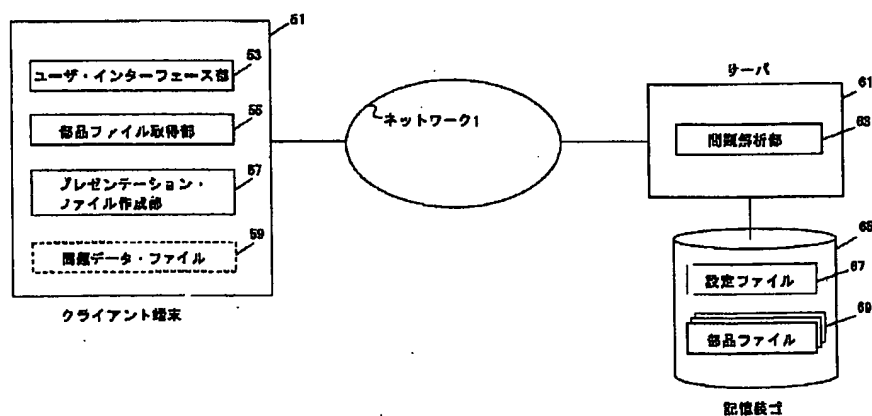 51
ユーザ・インターフェース部
53
部品ファイル取得部
55
プレゼンテーション・
ファイル作成部
57
問題データ・ファイル
59
クライアント端末
ネットワーク1
サーバ
61
問題解析部
63
65
設定ファイル
67
部品ファイル
69
記憶装置